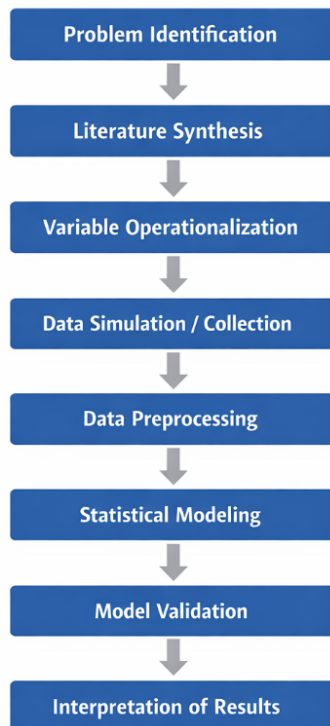 Problem Identification
Literature Synthesis
Variable Operationalization
Data Simulation / Collection
Data Preprocessing
Statistical Modeling
Model Validation
Interpretation of Results